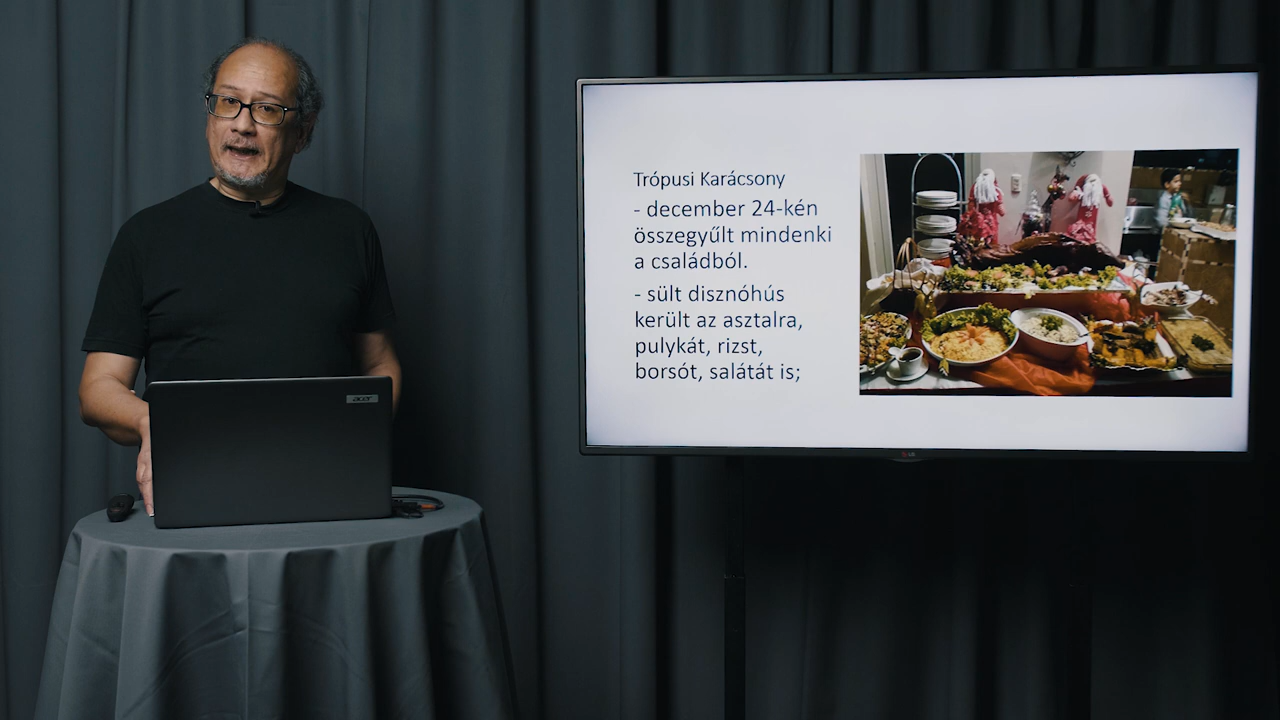 Trópusi Karácsony
- december 24-kén
összegyűlt mindenki
a családból.
- sült disznóhús
került az asztalra,
pulykát, rizst,
borsót, salátát is;
acer
LG